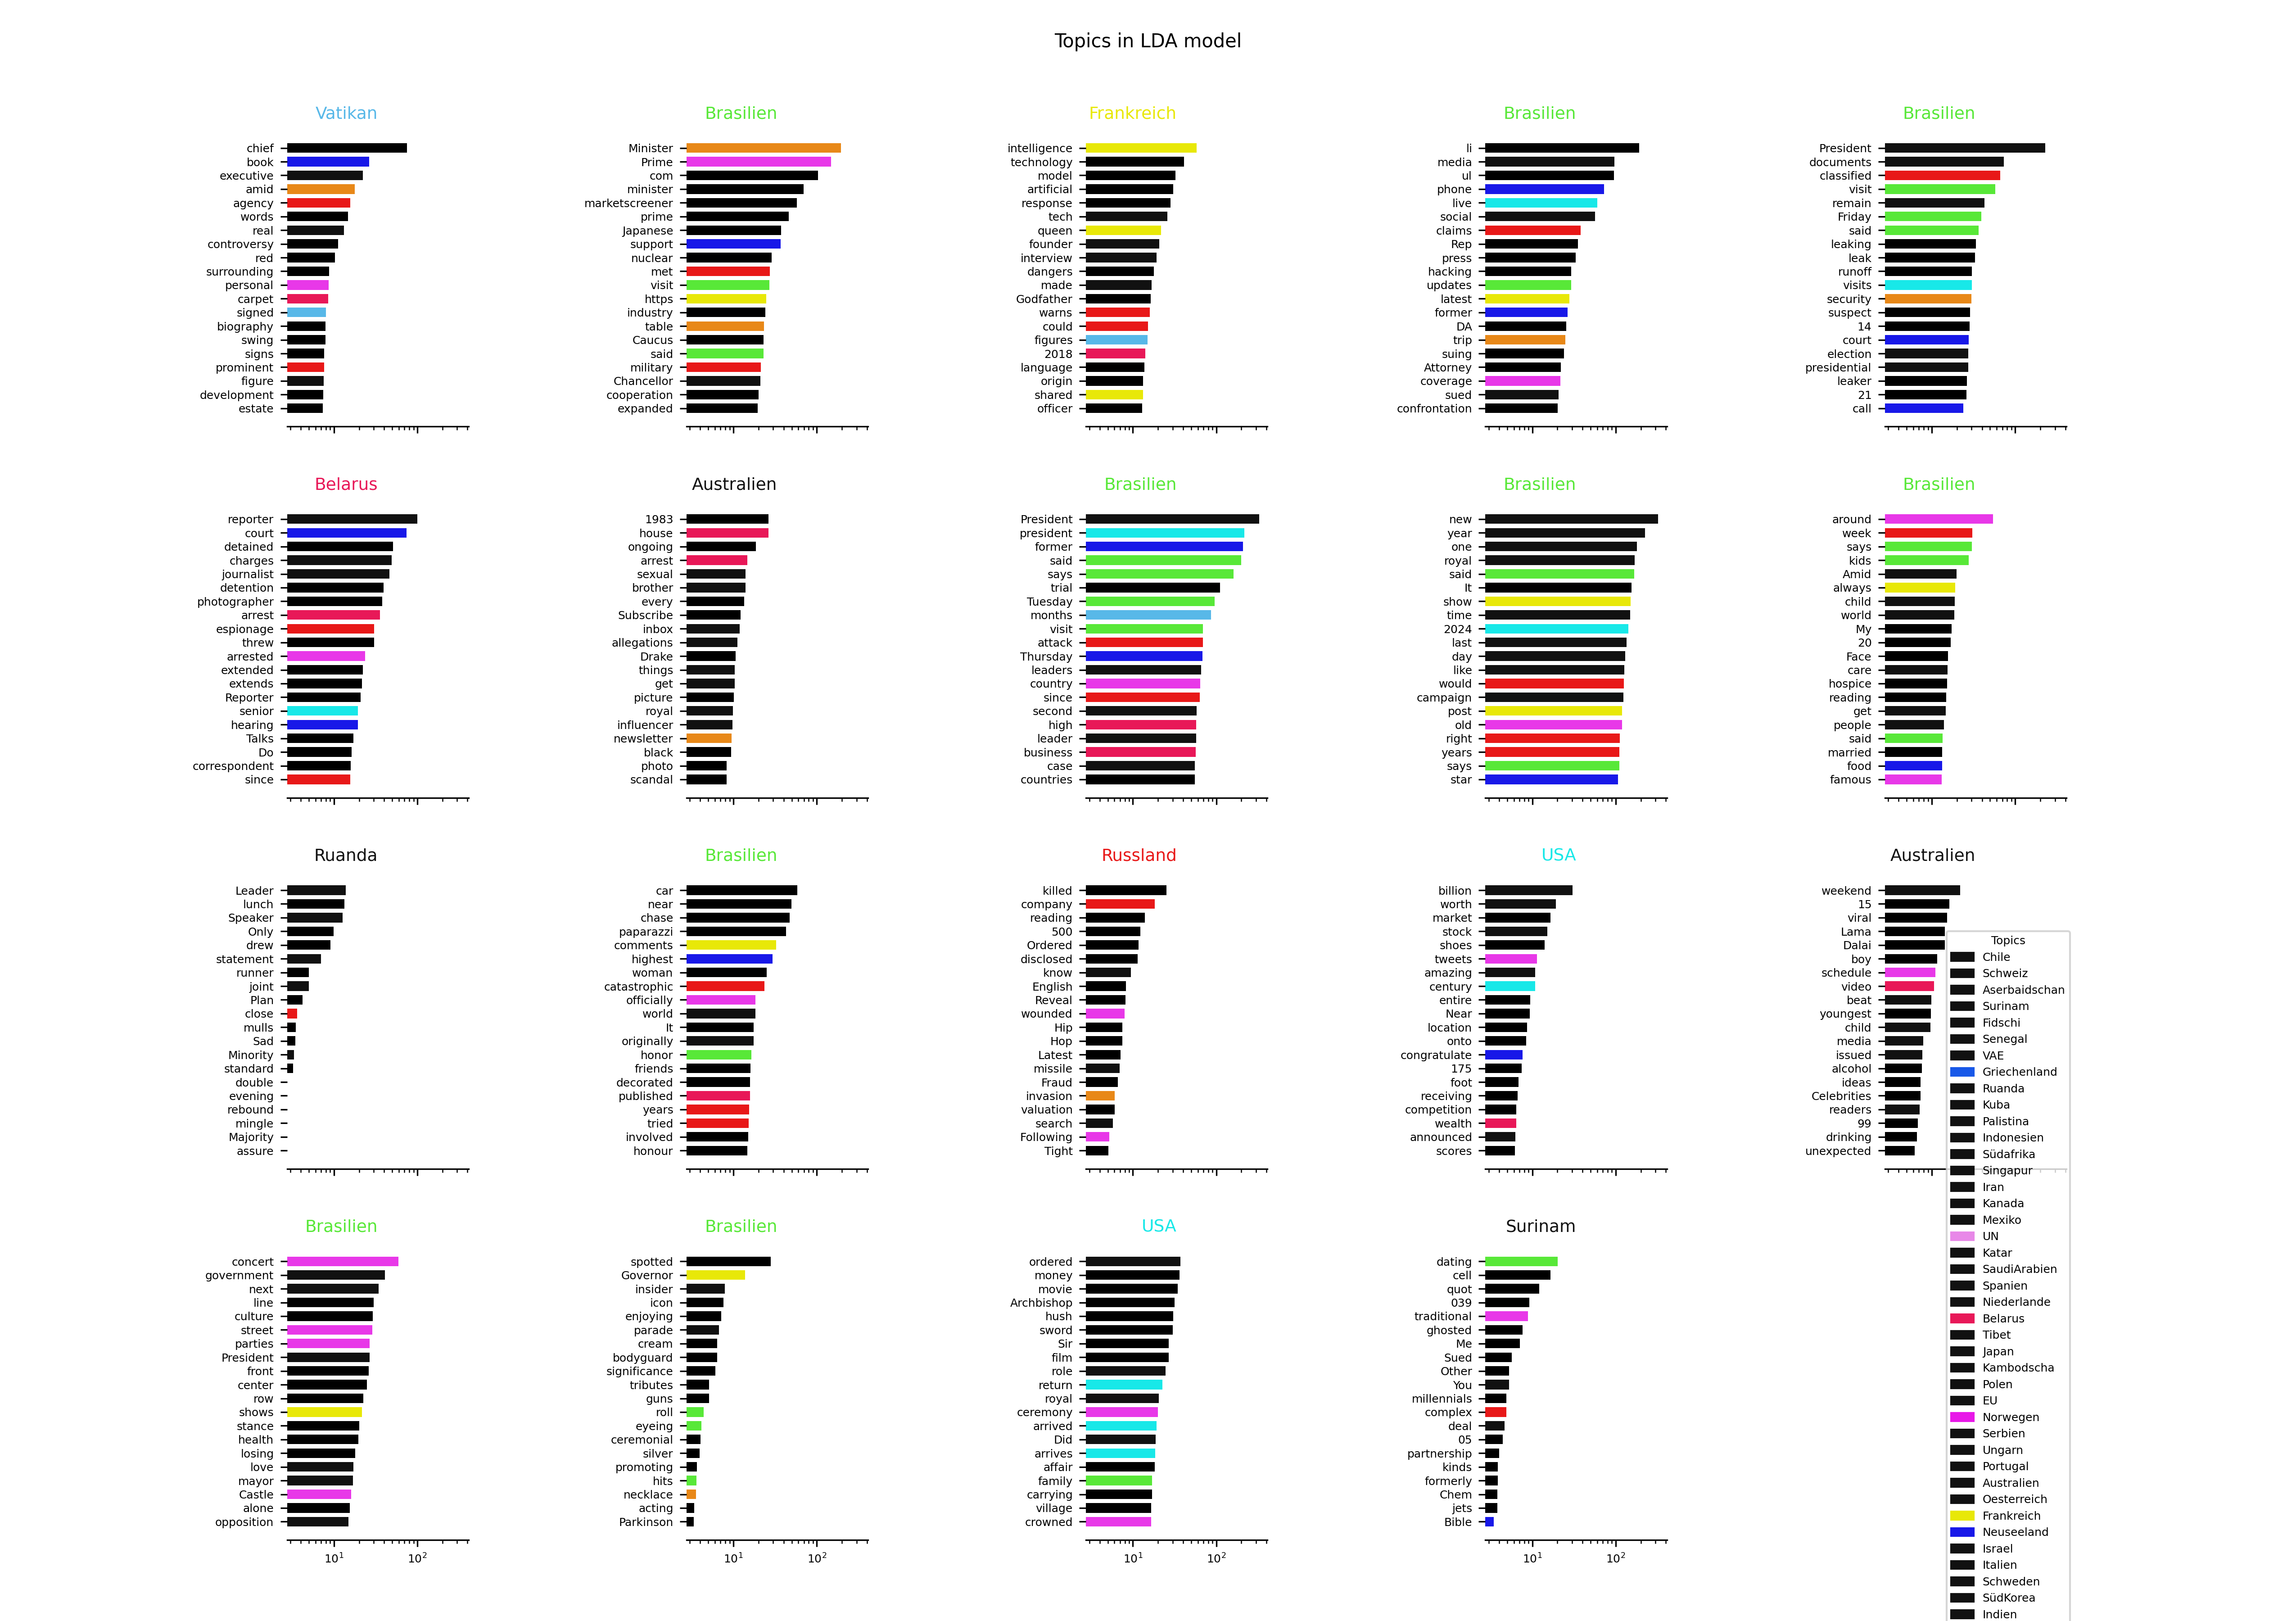 Topics in LDA model
Vatikan
chief
book
executive
amid
agency
words
real
controversy
red
surrounding
personal
carpet
signed
biography
swing
signs
prominent
figure
development
estate
Brasilien
Minister
Prime
com
minister
marketscreener
prime
Japanese
support
nuclear
met
visit
https
industry
table
Caucus
said
military
Chancellor
cooperation
expanded
Frankreich
intelligence
technology
model
artificial
response
tech
queen
founder
interview
dangers
made
Godfather
warns
could
figures
2018
language
origin
shared
officer
Brasilien
li
media
ul
phone
live
social
claims
Rep
press
hacking
updates
latest
former
DA
trip
suing
Attorney
coverage
sued
confrontation
Brasilien
President
documents
classified
visit
remain
Friday
said
leaking
leak
runoff
visits
security
suspect
14
court
election
presidential
leaker
21
call
Belarus
reporter
court
detained
charges
journalist
detention
photographer
arrest
espionage
threw
arrested
extended
extends
Reporter
senior
hearing
Talks
Do
correspondent
since
Australien
1983
house
ongoing
arrest
sexual
brother
every
Subscribe
inbox
allegations
Drake
things
get
picture
royal
influencer
newsletter
black
photo
scandal
Brasilien
President
president
former
said
says
trial
Tuesday
months
visit
attack
Thursday
leaders
country
since
second
high
leader
business
case
countries
Brasilien
new
year
one
royal
said
It
show
time
2024
last
day
like
would
campaign
post
old
right
years
says
star
Brasilien
around
week
says
kids
Amid
always
child
world
My
20
Face
care
hospice
reading
get
people
said
married
food
famous
Ruanda
Leader
lunch
Speaker
Only
drew
statement
runner
joint
Plan
close
mulls
Sad
Minority
standard
double
evening
rebound
mingle
Majority
assure
Brasilien
car
near
chase
paparazzi
comments
highest
woman
catastrophic
officially
world
It
originally
honor
friends
decorated
published
years
tried
involved
honour
Russland
killed
company
reading
500
Ordered
disclosed
know
English
Reveal
wounded
Hip
Hop
Latest
missile
Fraud
invasion
valuation
search
Following
Tight
USA
billion
worth
market
stock
shoes
tweets
amazing
century
entire
Near
location
onto
congratulate
175
foot
receiving
competition
wealth
announced
scores
Australien
weekend
15
viral
Lama
Dalai
boy
schedule
video
beat
youngest
child
media
issued
alcohol
ideas
Celebrities
readers
99
drinking
unexpected
Brasilien
concert
government
next
line
culture
street
parties
President
front
center
row
shows
stance
health
losing
love
mayor
Castle
alone
opposition
10¹ 10²
Brasilien
spotted
Governor
insider
icon
enjoying
parade
cream
bodyguard
significance
tributes
guns
roll
eyeing
ceremonial
silver
promoting
hits
necklace
acting
Parkinson
10¹ 10²
USA
ordered
money
movie
Archbishop
hush
sword
Sir
film
role
return
royal
ceremony
arrived
Did
arrives
affair
family
carrying
village
crowned
10¹ 10²
Surinam
dating
cell
quot
039
traditional
ghosted
Me
Sued
Other
You
millennials
complex
deal
05
partnership
kinds
formerly
Chem
jets
Bible
10¹ 10²
Topics
Chile
Schweiz
Aserbaidschan
Surinam
Fidschi
Senegal
VAE
Griechenland
Ruanda
Kuba
Palistina
Indonesien
Südafrika
Singapur
Iran
Kanada
Mexiko
UN
Katar
SaudiArabien
Spanien
Niederlande
Belarus
Tibet
Japan
Kambodscha
Polen
EU
Norwegen
Serbien
Ungarn
Portugal
Australien
Oesterreich
Frankreich
Neuseeland
Israel
Italien
Schweden
SüdKorea
Indien